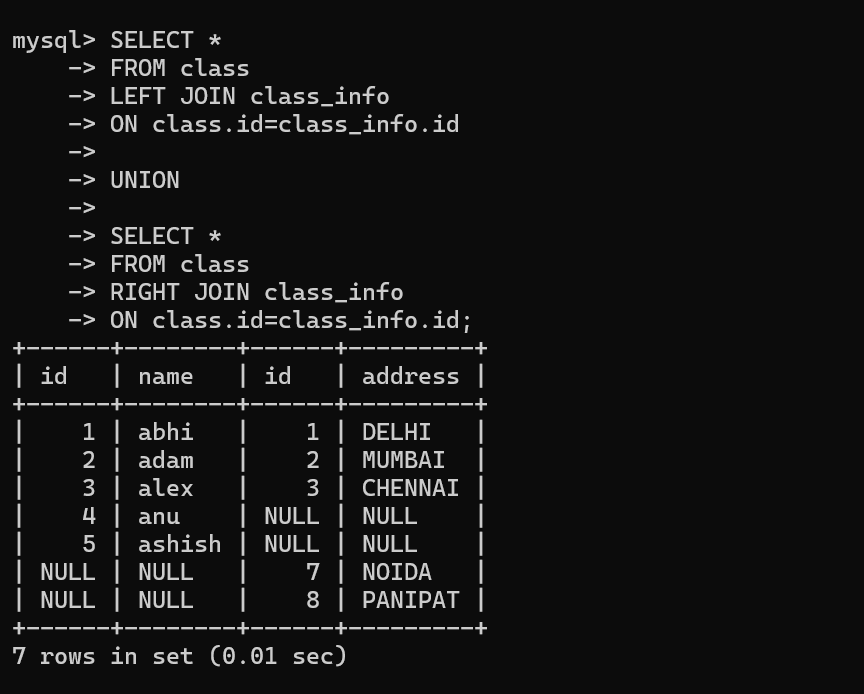 mysql> SELECT *
    -> FROM class
    -> LEFT JOIN class_info
    -> ON class.id=class_info.id
    ->
    -> UNION
    ->
    -> SELECT *
    -> FROM class
    -> RIGHT JOIN class_info
    -> ON class.id=class_info.id;
+------+--------+------+---------+
| id   | name   | id   | address |
+------+--------+------+---------+
|    1 | abhi   |    1 | DELHI   |
|    2 | adam   |    2 | MUMBAI  |
|    3 | alex   |    3 | CHENNAI |
|    4 | anu    | NULL | NULL    |
|    5 | ashish | NULL | NULL    |
| NULL | NULL   |    7 | NOIDA   |
| NULL | NULL   |    8 | PANIPAT |
+------+--------+------+---------+
7 rows in set (0.01 sec)